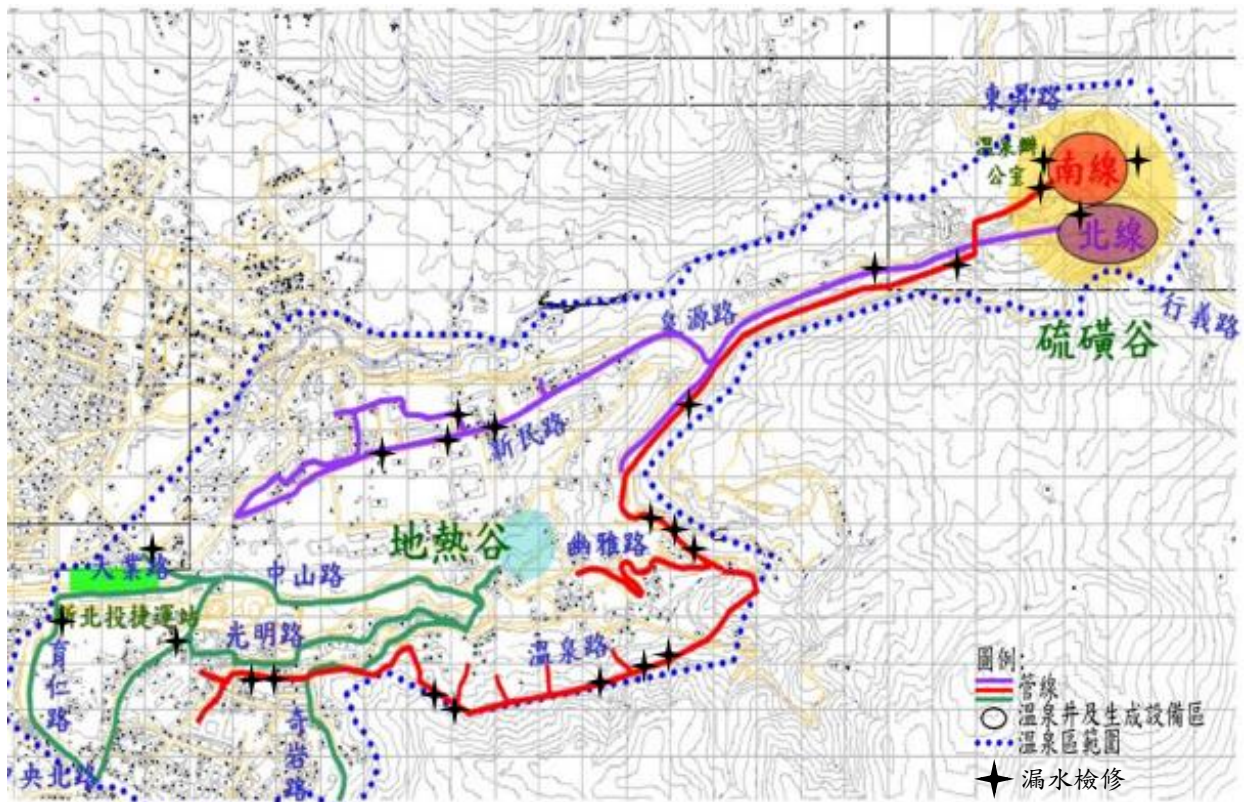 東昇路
溫泉辦
公室
南線
北線
行義路
硫磺谷
泉源路
新民路
地熱谷
幽雅路
大業路
中山路
新北投捷運站
光明路
溫泉路
育仁路
奇岩路
央北路
圖例：
管線
溫泉井及生成設備區
溫泉區範圍
漏水檢修